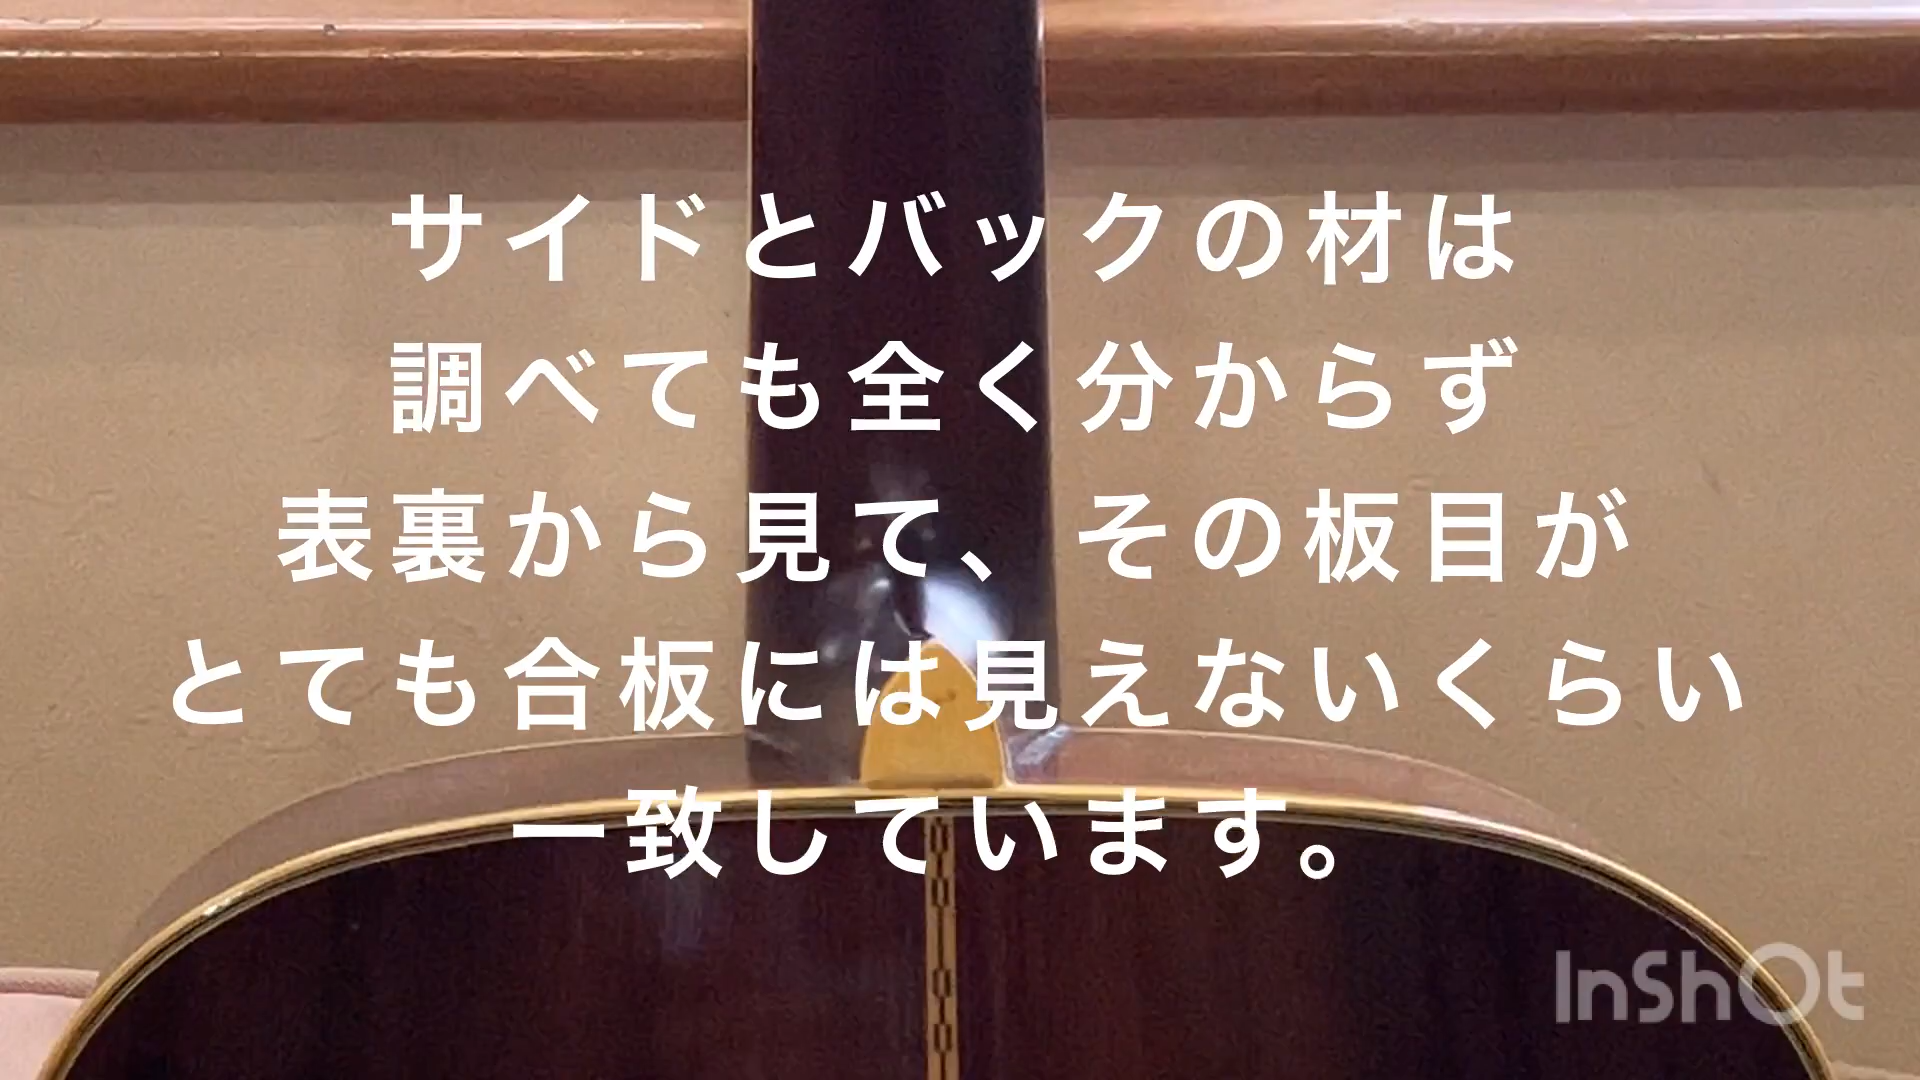 サイドとバックの材は
調べても全く分からず
表裏から見て、その板目が
とても合板には見えないくらい
一致しています。
InShOt